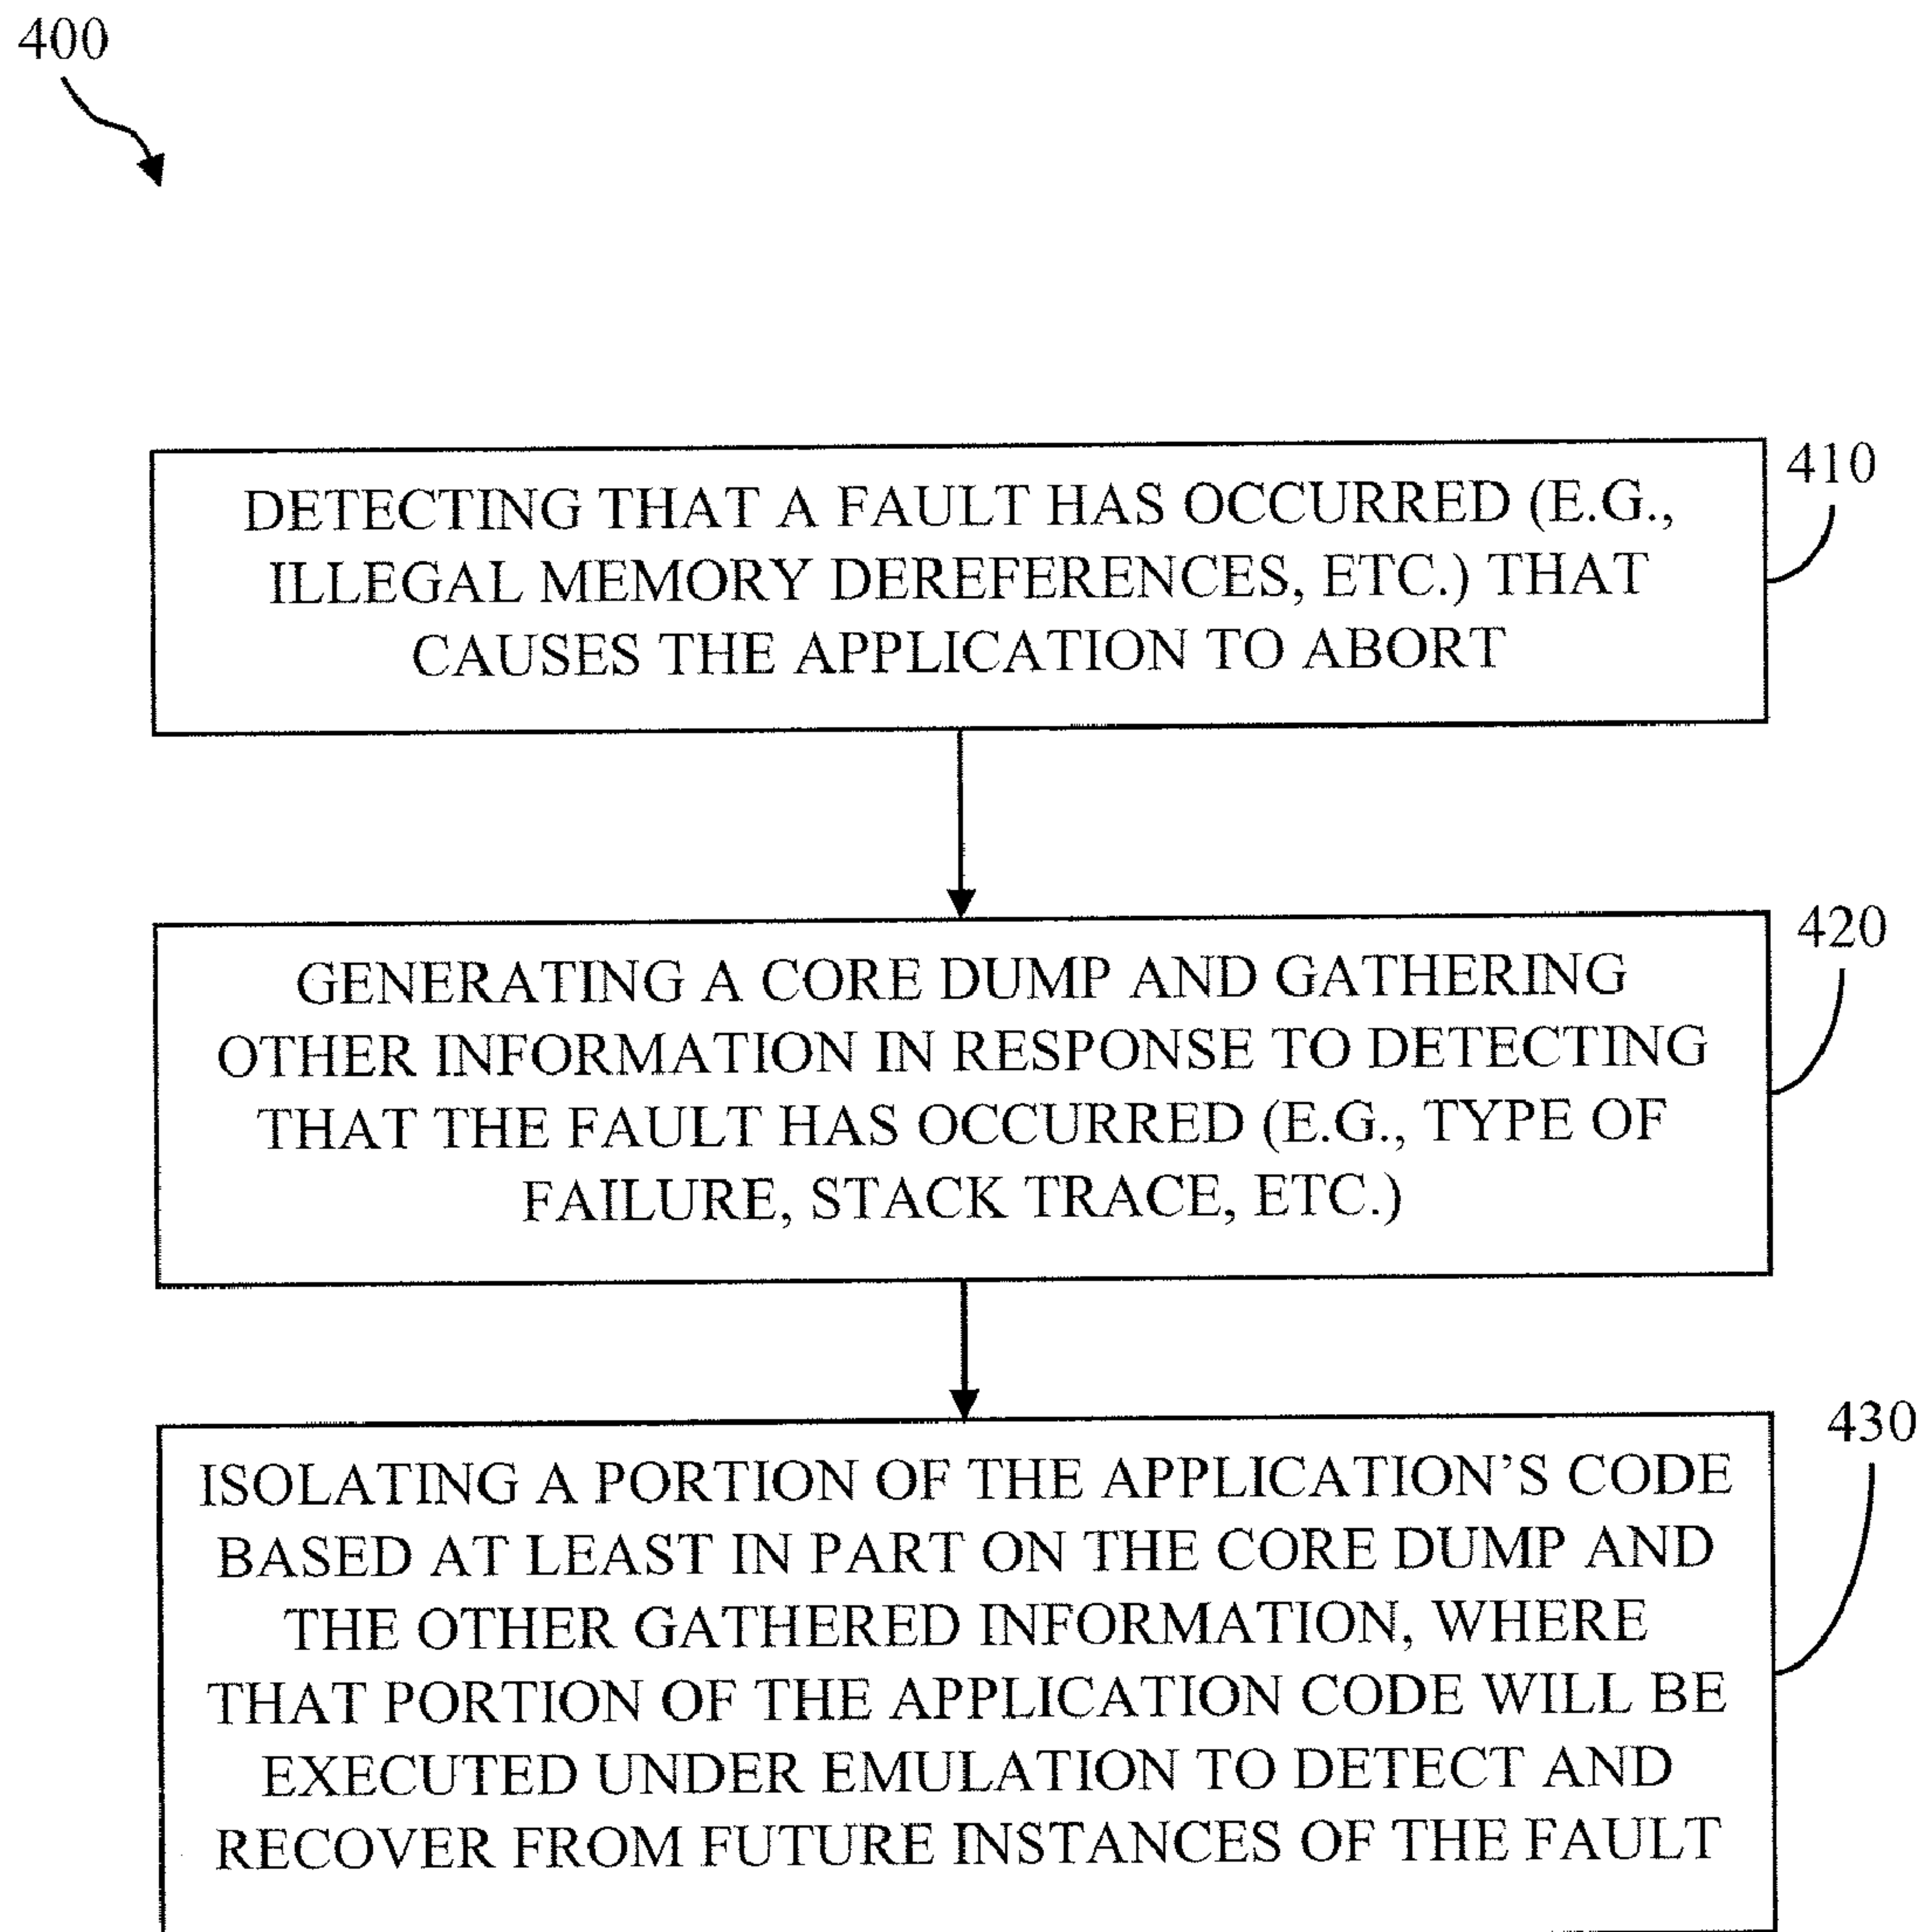 400
410
DETECTING THAT A FAULT HAS OCCURRED (E.G.,
ILLEGAL MEMORY DEREFERENCES, ETC.) THAT
CAUSES THE APPLICATION TO ABORT
420
GENERATING A CORE DUMP AND GATHERING
OTHER INFORMATION IN RESPONSE TO DETECTING
THAT THE FAULT HAS OCCURRED (E.G., TYPE OF
FAILURE, STACK TRACE, ETC.)
430
ISOLATING A PORTION OF THE APPLICATION’S CODE
BASED AT LEAST IN PART ON THE CORE DUMP AND
THE OTHER GATHERED INFORMATION, WHERE
THAT PORTION OF THE APPLICATION CODE WILL BE
EXECUTED UNDER EMULATION TO DETECT AND
RECOVER FROM FUTURE INSTANCES OF THE FAULT